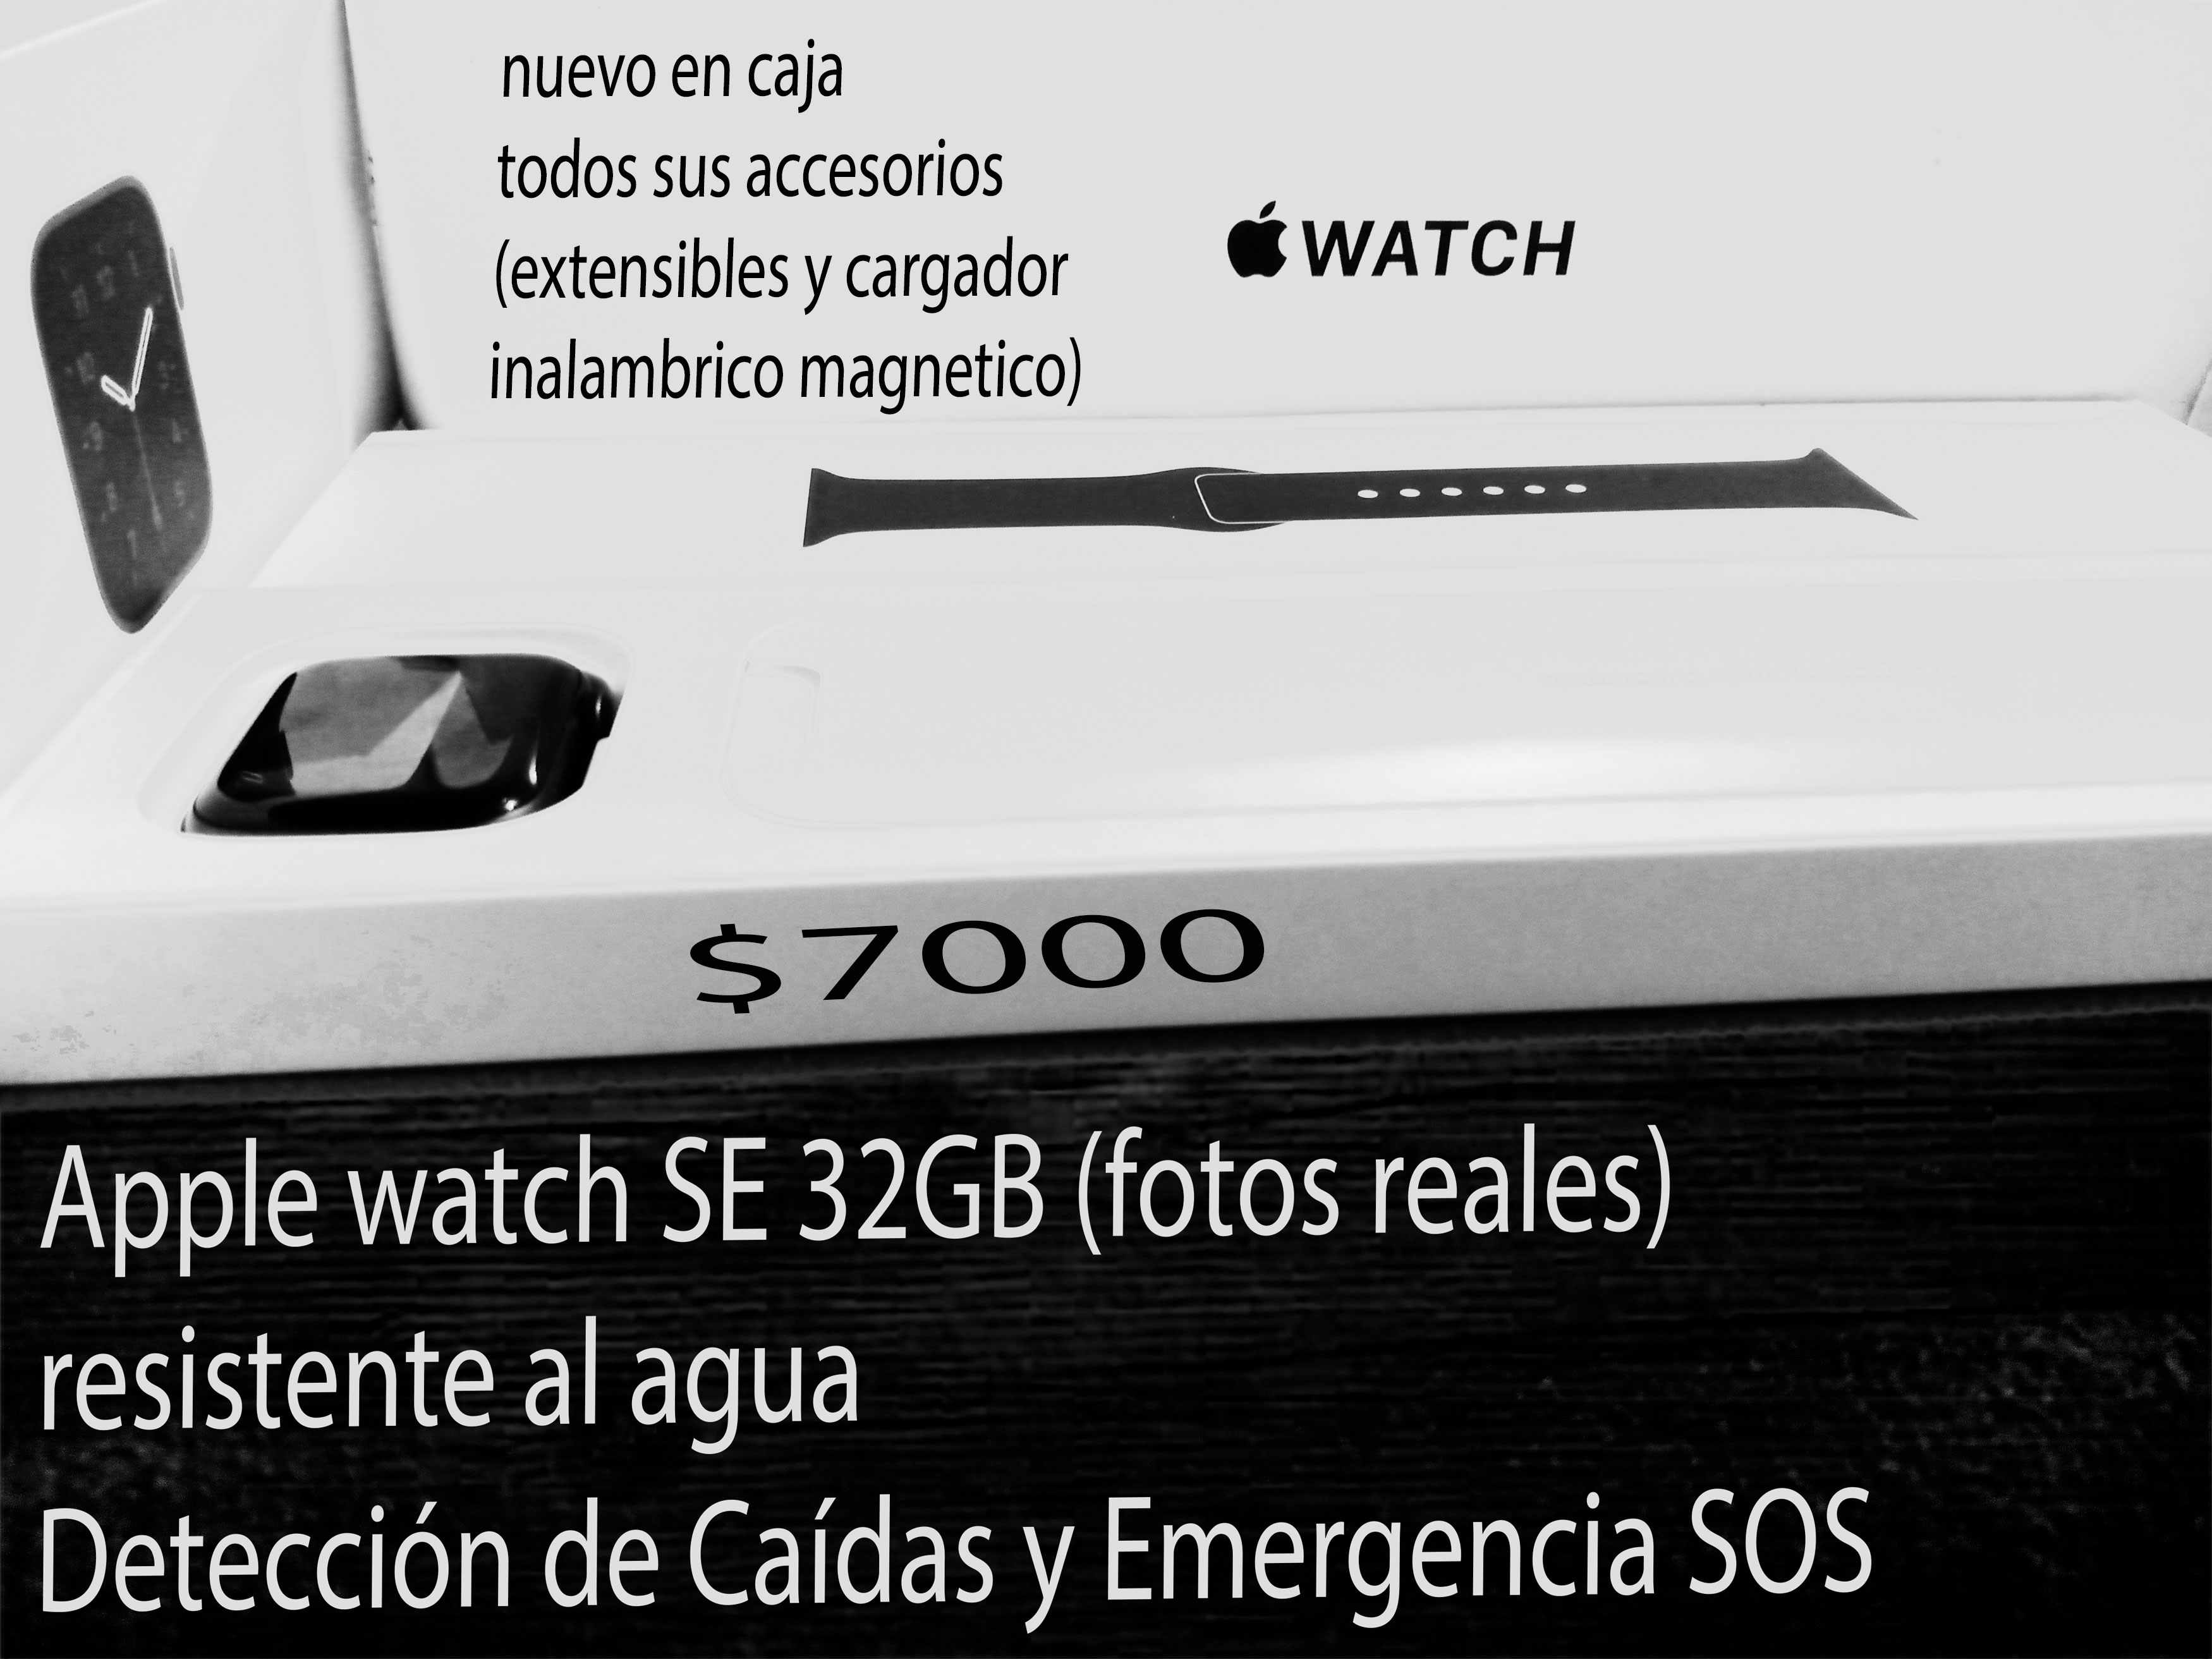 nuevo en caja
todos sus accesorios
(extensibles y cargador
inalambrico magnetico)
WATCH
$7000
Apple watch SE 32GB (fotos reales)
resistente al agua
Detección de Caídas y Emergencia SOS